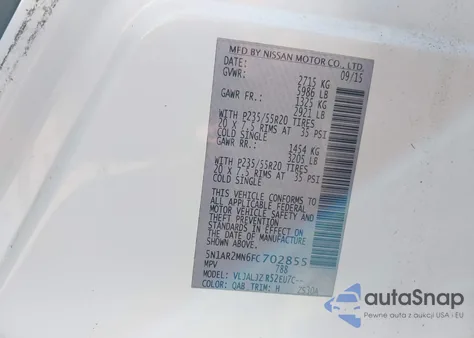 MFD BY NISSAN MOTOR CO., LTD.
DATE: 09/15
GVWR: 2715 KG
5986 LB
GAWR FR.: 1325 KG
2921 LB
WITH P235/55R20 TIRES
20 X 7.5 RIMS AT 35 PSI
COLD SINGLE
GAWR RR.: 1454 KG
3205 LB
WITH P235/55R20 TIRES
20 X 7.5 RIMS AT 35 PSI
COLD SINGLE
THIS VEHICLE CONFORMS TO
ALL APPLICABLE FEDERAL
MOTOR VEHICLE SAFETY AND
THEFT PREVENTION STANDARDS
IN EFFECT ON THE DATE OF
MANUFACTURE SHOWN ABOVE.
5N1AR2MN6FC702855
MPV 788
MODEL:
COLOR: QAB TRIM: H
autoSnap
Pewne auta z USA i EU